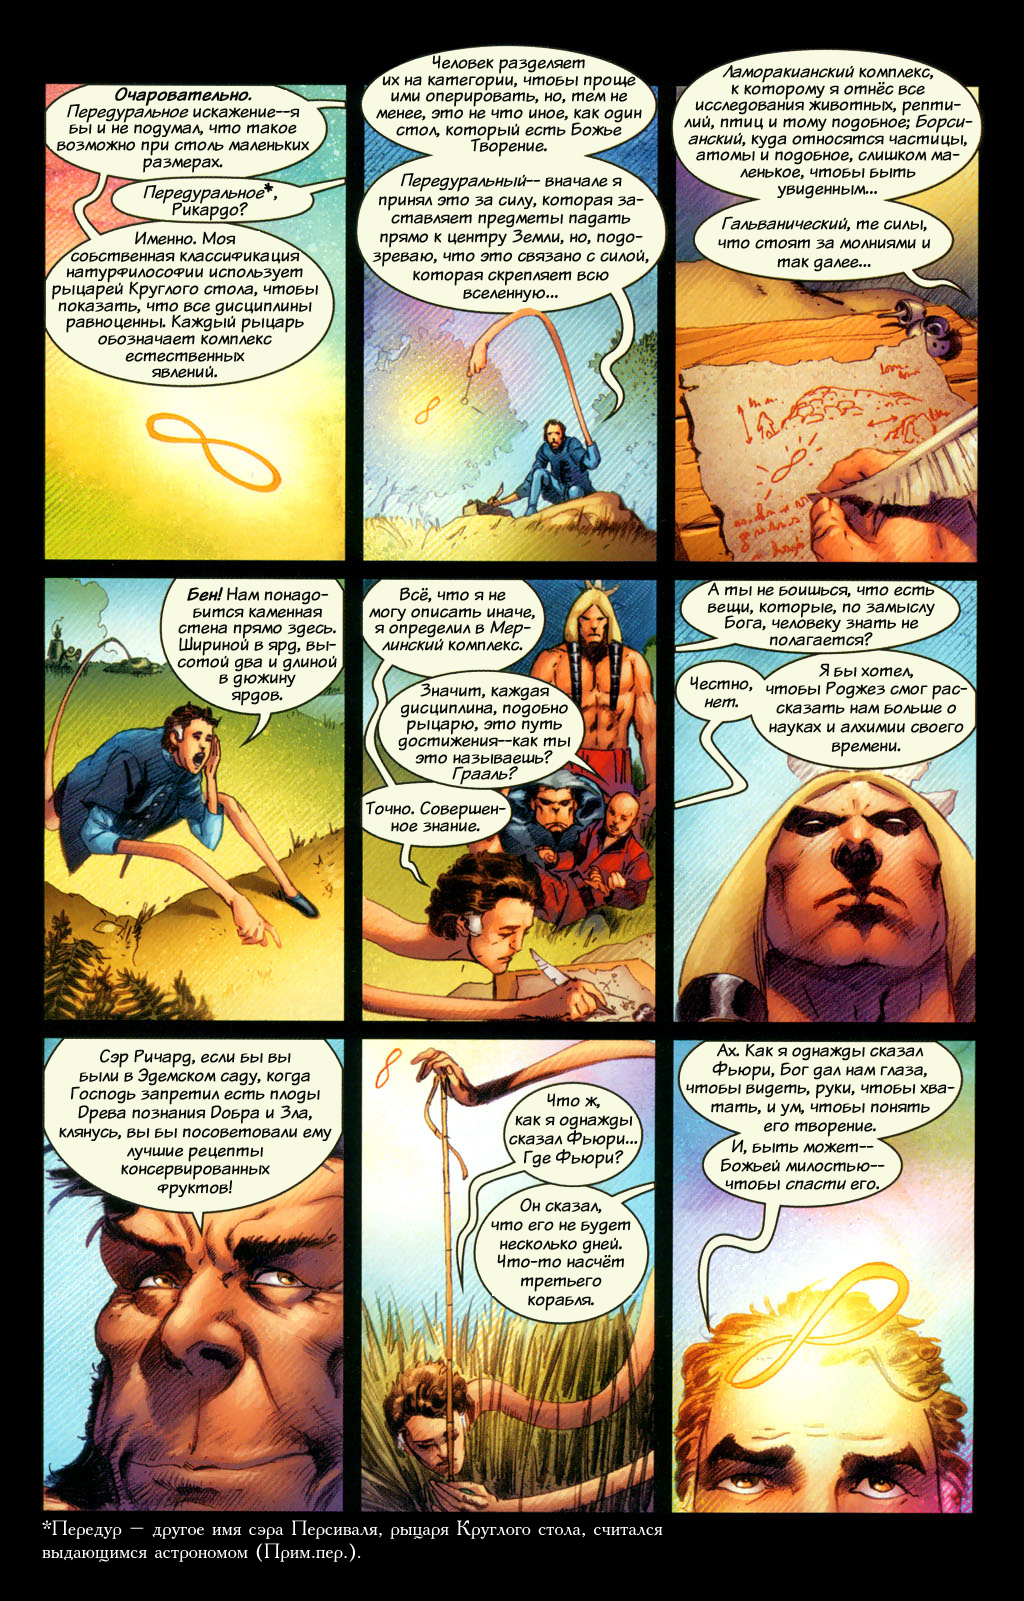 Очаровательно.
Передуральное искажение--я
бы и не подумал, что такое
возможно при столь маленьких
размерах.
Передуральное*,
Рикардо?
Именно. Моя
собственная классификация
натурфилософии использует
рыцарей Круглого стола, чтобы
показать, что все дисциплины
равноценны. Каждый рыцарь
обозначает комплекс
естественных
явлений.
Человек разделяет
их на категории, чтобы проще
ими оперировать, но, тем не
менее, это не что иное, как один
стол, который есть Божье
Творение.
Передуральный-- вначале я
принял это за силу, которая за-
ставляет предметы падать
прямо к центру Земли, но, подо-
зреваю, что это связано с силой,
которая скрепляет всю
вселенную...
Ламоракианский комплекс,
к которому я отнёс все
исследования животных, репти-
лий, птиц и тому подобное; Борси-
анский, куда относятся частицы,
атомы и подобное, слишком ма-
ленькое, чтобы быть
увиденным...
Гальванический, те силы,
что стоят за молниями и
так далее...
Бен! Нам понадо-
бится каменная
стена прямо здесь.
Шириной в ярд, вы-
сотой два и длиной
в дюжину
ярдов.
Всё, что я не
могу описать иначе,
я определил в Мер-
линский комплекс.
Значит, каждая
дисциплина, подобно
рыцарю, это путь
достижения--как ты
это называешь?
Грааль?
Точно. Совершен-
ное знание.
А ты не боишься, что есть
вещи, которые, по замыслу
Бога, человеку знать не
полагается?
Честно,
нет.
Я бы хотел,
чтобы Роджез смог рас-
сказать нам больше о
науках и алхимии своего
времени.
Сэр Ричард, если бы вы
были в Эдемском саду, когда
Господь запретил есть плоды
Древа познания Добра и Зла,
клянусь, вы бы посоветовали ему
лучшие рецепты
консервированных
фруктов!
Что ж,
как я однажды
сказал Фьюри...
Где Фьюри?
Он сказал,
что его не будет
несколько дней.
Что-то насчёт
третьего
корабля.
Ах. Как я однажды сказал
Фьюри, Бог дал нам глаза,
чтобы видеть, руки, чтобы хва-
тать, и ум, чтобы понять
его творение.
И, быть может--
Божьей милостью--
чтобы спасти его.
*Передур — другое имя сэра Персиваля, рыцаря Круглого стола, считался
выдающимся астрономом (Прим.пер.).